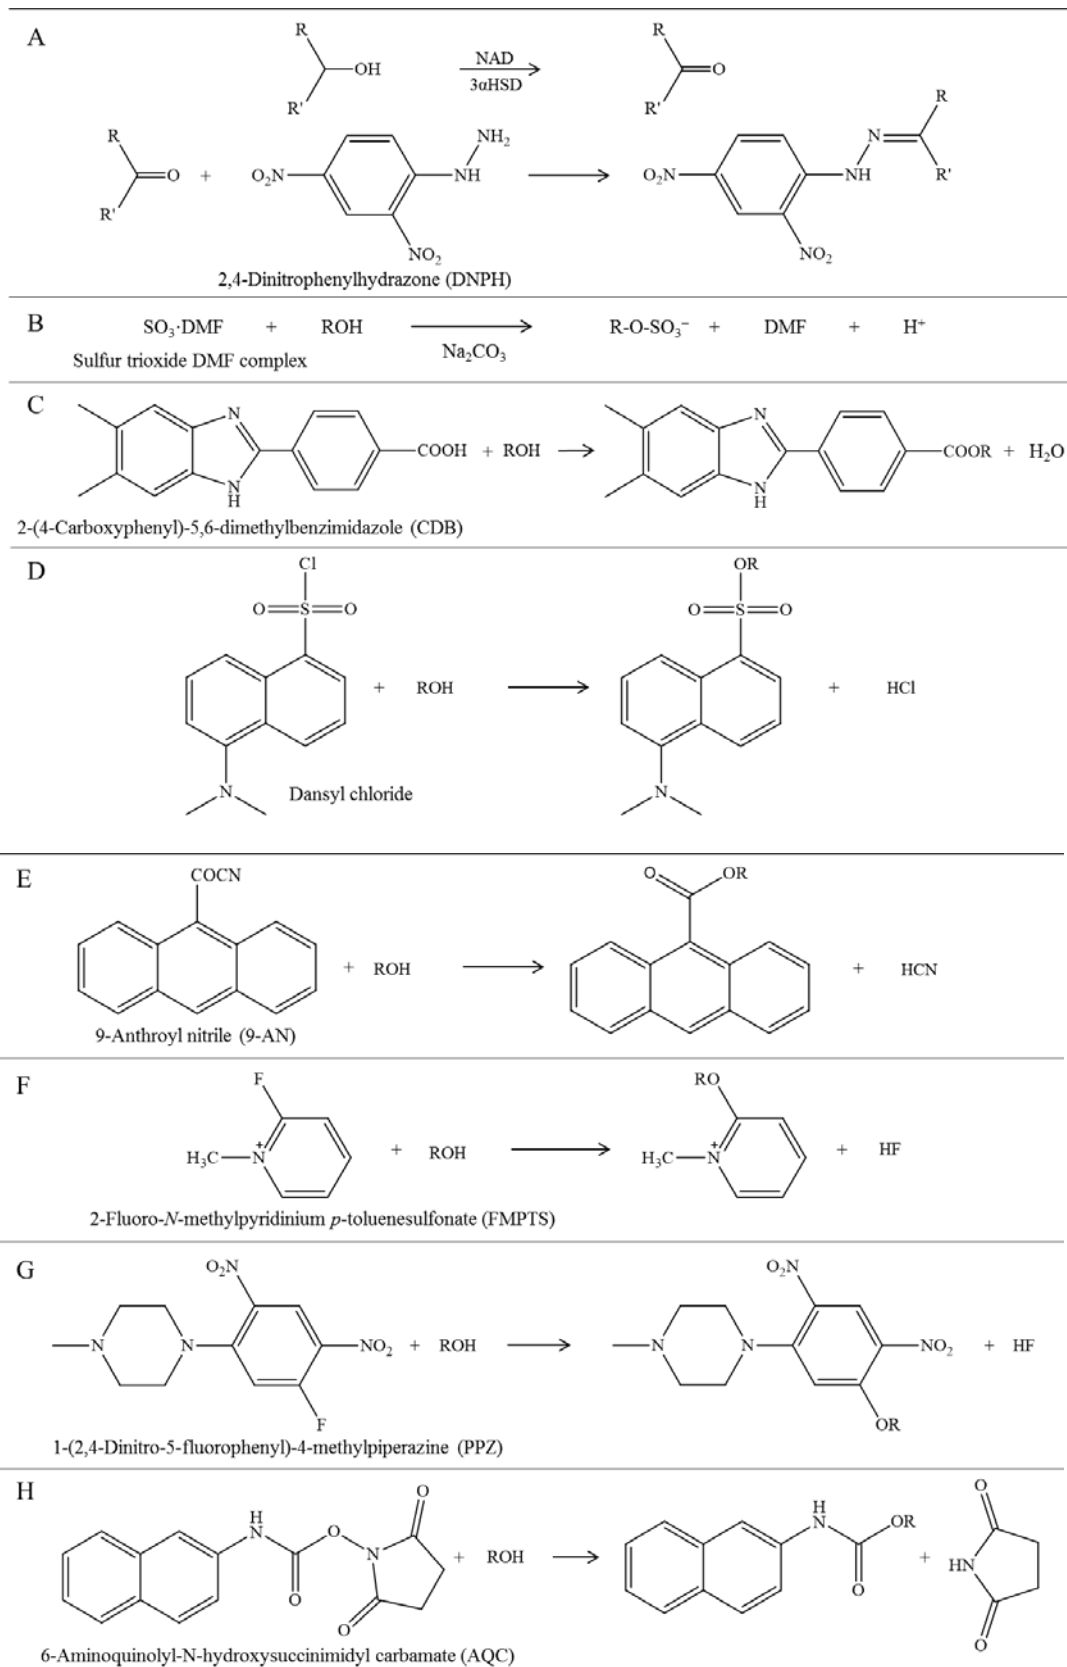 A
R
OH
R'
NAD
3αHSD
R
O
R'
R
O
R'
+
O₂N
NH₂
NH
NO₂
O₂N
N
NH
R
R'
NO₂
2,4-Dinitrophenylhydrazone (DNPH)
B
SO₃·DMF + ROH Na₂CO₃ R-O-SO₃⁻ + DMF + H⁺
Sulfur trioxide DMF complex
C
N
N
H
COOH + ROH
N
N
H
COOR + H₂O
2-(4-Carboxyphenyl)-5,6-dimethylbenzimidazole (CDB)
D
Cl
O S O
N
+ ROH
OR
O S O
N
+ HCl
Dansyl chloride
E
COCN
+ ROH
O
OR
+ HCN
9-Anthroyl nitrile (9-AN)
F
F
H₃C N⁺
+ ROH
RO
H₃C N⁺
+ HF
2-Fluoro-N-methylpyridinium p-toluenesulfonate (FMPTS)
G
O₂N
N N NO₂ + ROH
F
O₂N
N N NO₂ + HF
OR
1-(2,4-Dinitro-5-fluorophenyl)-4-methylpiperazine (PPZ)
H
H
N
O
O
N
O
O
+ ROH
H
N
OR
O
+
O
HN
O
6-Aminoquinolyl-N-hydroxysuccinimidyl carbamate (AQC)